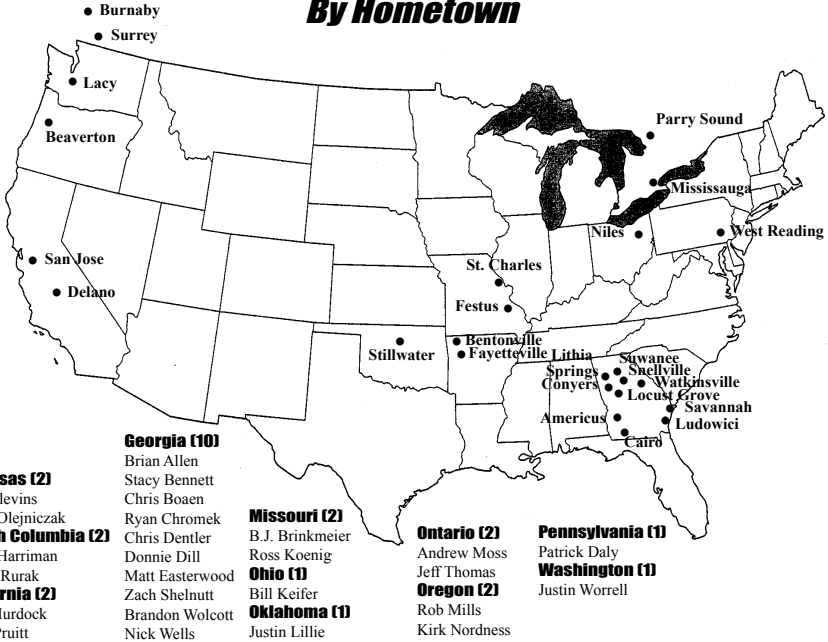 By Hometown
Burnaby
Surrey
Lacy
Beaverton
Parry Sound
Mississauga
Niles
West Reading
San Jose
Delano
St. Charles
Festus
Stillwater
Bentonville
Fayetteville
Lithia
Springs
Suwanee
Snellville
Conyers
Watkinsville
Locust Grove
Savannah
Americus
Ludowici
Cairo
sas (2)
levins
Olejniczak
h Columbia (2)
Harriman
Rurak
rnia (2)
Murdock
Pruitt
Georgia (10)
Brian Allen
Stacy Bennett
Chris Boaen
Ryan Chromek
Chris Dentler
Donnie Dill
Matt Easterwood
Zach Shelnutt
Brandon Wolcott
Nick Wells
Missouri (2)
B.J. Brinkmeier
Ross Koenig
Ohio (1)
Bill Keifer
Oklahoma (1)
Justin Lillie
Ontario (2)
Andrew Moss
Jeff Thomas
Oregon (2)
Rob Mills
Kirk Nordness
Pennsylvania (1)
Patrick Daly
Washington (1)
Justin Worrell